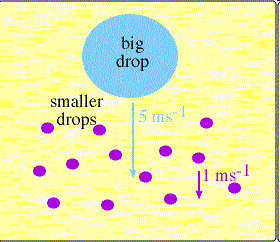 big
drop
smaller
drops
5 ms-1
1 ms-1